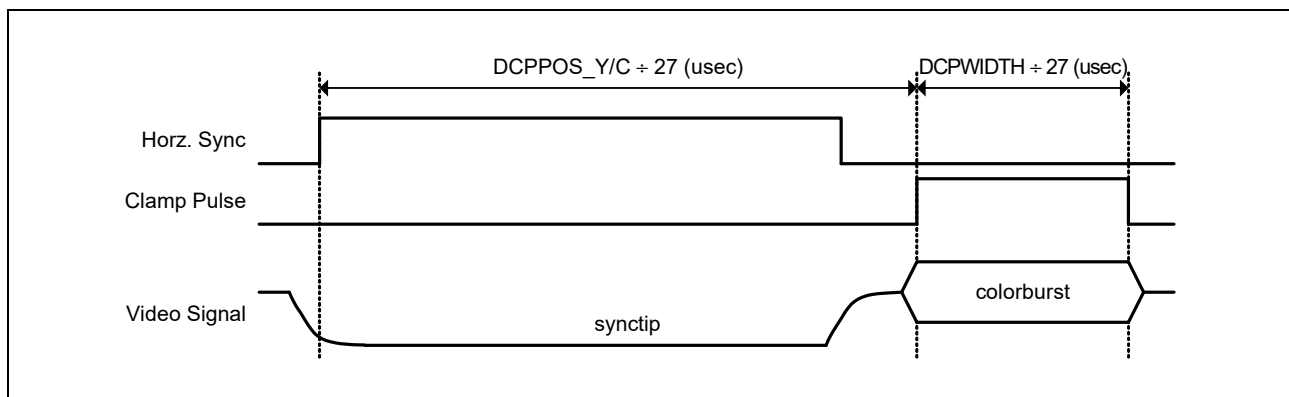 DCPPOS_Y/C ÷ 27 (usec)
DCPWIDTH ÷ 27 (usec)
Horz. Sync
Clamp Pulse
Video Signal
synctip
colorburst